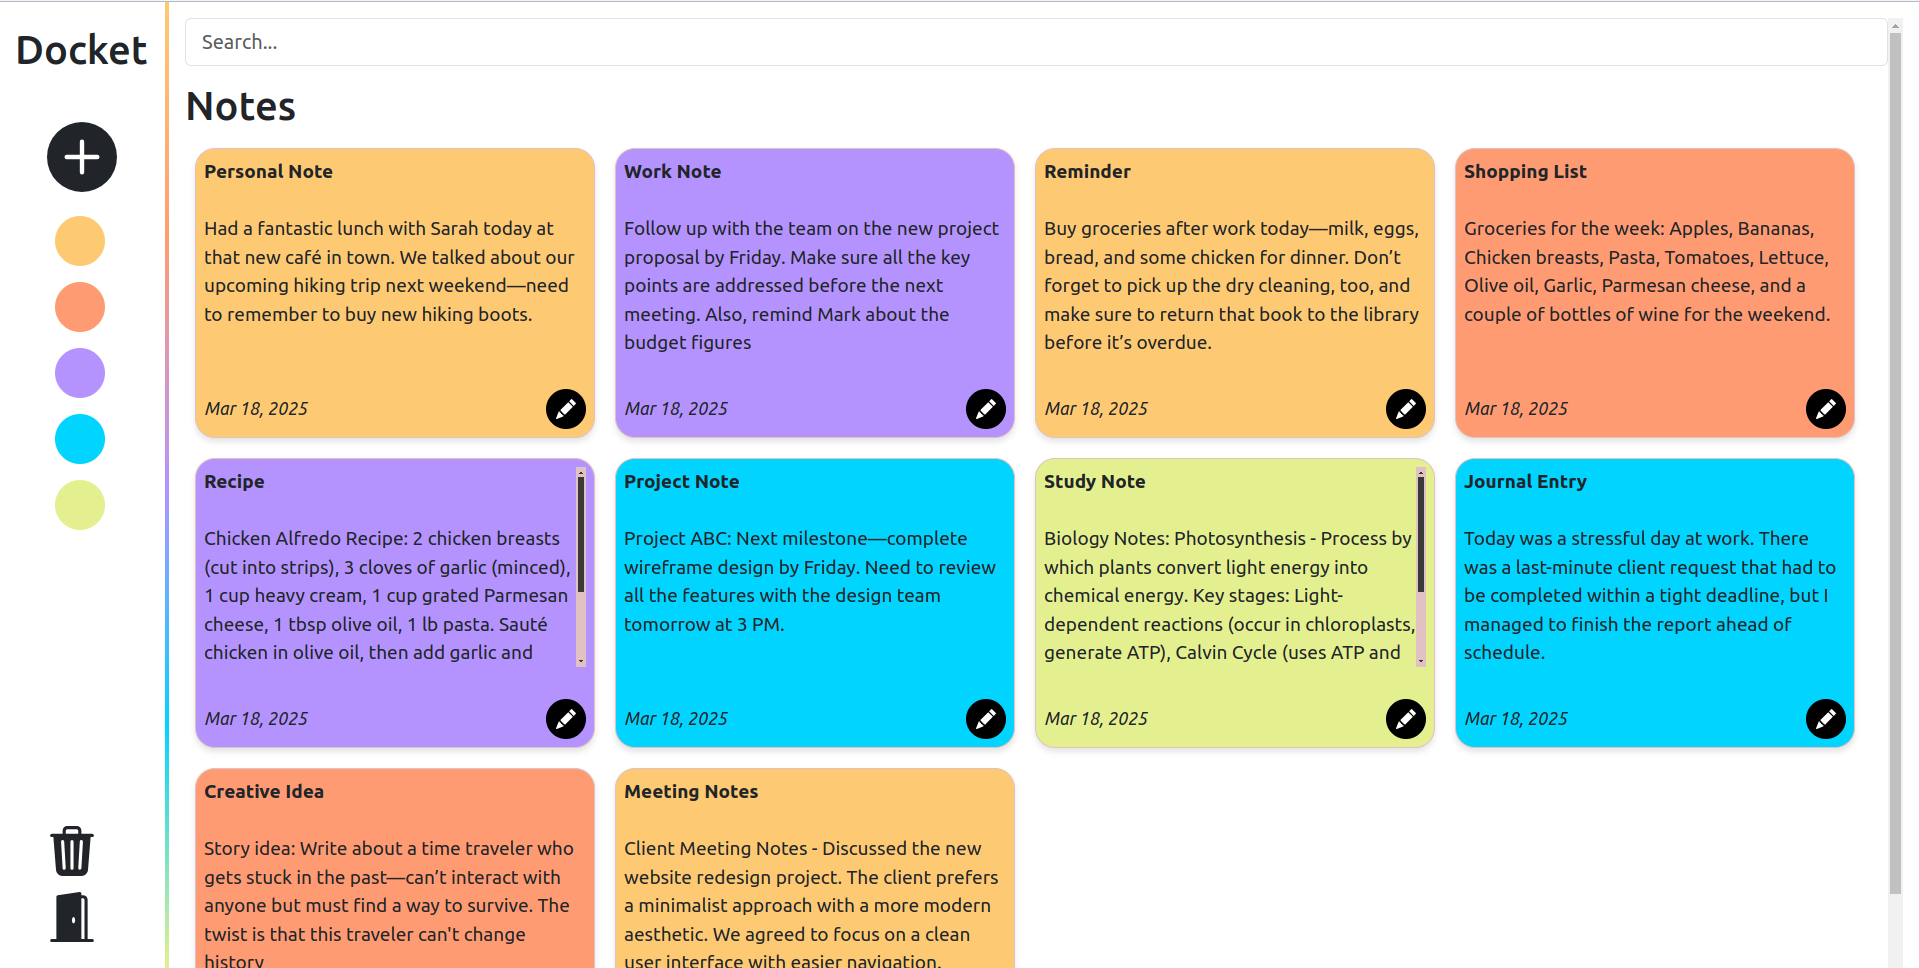 Docket
Search...
Notes
Personal Note
Had a fantastic lunch with Sarah today at
that new café in town. We talked about our
upcoming hiking trip next weekend—need
to remember to buy new hiking boots.
Mar 18, 2025
Work Note
Follow up with the team on the new project
proposal by Friday. Make sure all the key
points are addressed before the next
meeting. Also, remind Mark about the
budget figures
Mar 18, 2025
Reminder
Buy groceries after work today—milk, eggs,
bread, and some chicken for dinner. Don’t
forget to pick up the dry cleaning, too, and
make sure to return that book to the library
before it’s overdue.
Mar 18, 2025
Shopping List
Groceries for the week: Apples, Bananas,
Chicken breasts, Pasta, Tomatoes, Lettuce,
Olive oil, Garlic, Parmesan cheese, and a
couple of bottles of wine for the weekend.
Mar 18, 2025
Recipe
Chicken Alfredo Recipe: 2 chicken breasts
(cut into strips), 3 cloves of garlic (minced),
1 cup heavy cream, 1 cup grated Parmesan
cheese, 1 tbsp olive oil, 1 lb pasta. Sauté
chicken in olive oil, then add garlic and
Mar 18, 2025
Project Note
Project ABC: Next milestone—complete
wireframe design by Friday. Need to review
all the features with the design team
tomorrow at 3 PM.
Mar 18, 2025
Study Note
Biology Notes: Photosynthesis - Process by
which plants convert light energy into
chemical energy. Key stages: Light-
dependent reactions (occur in chloroplasts,
generate ATP), Calvin Cycle (uses ATP and
Mar 18, 2025
Journal Entry
Today was a stressful day at work. There
was a last-minute client request that had to
be completed within a tight deadline, but I
managed to finish the report ahead of
schedule.
Mar 18, 2025
Creative Idea
Story idea: Write about a time traveler who
gets stuck in the past—can’t interact with
anyone but must find a way to survive. The
twist is that this traveler can't change
history
Meeting Notes
Client Meeting Notes - Discussed the new
website redesign project. The client prefers
a minimalist approach with a more modern
aesthetic. We agreed to focus on a clean
user interface with easier navigation.